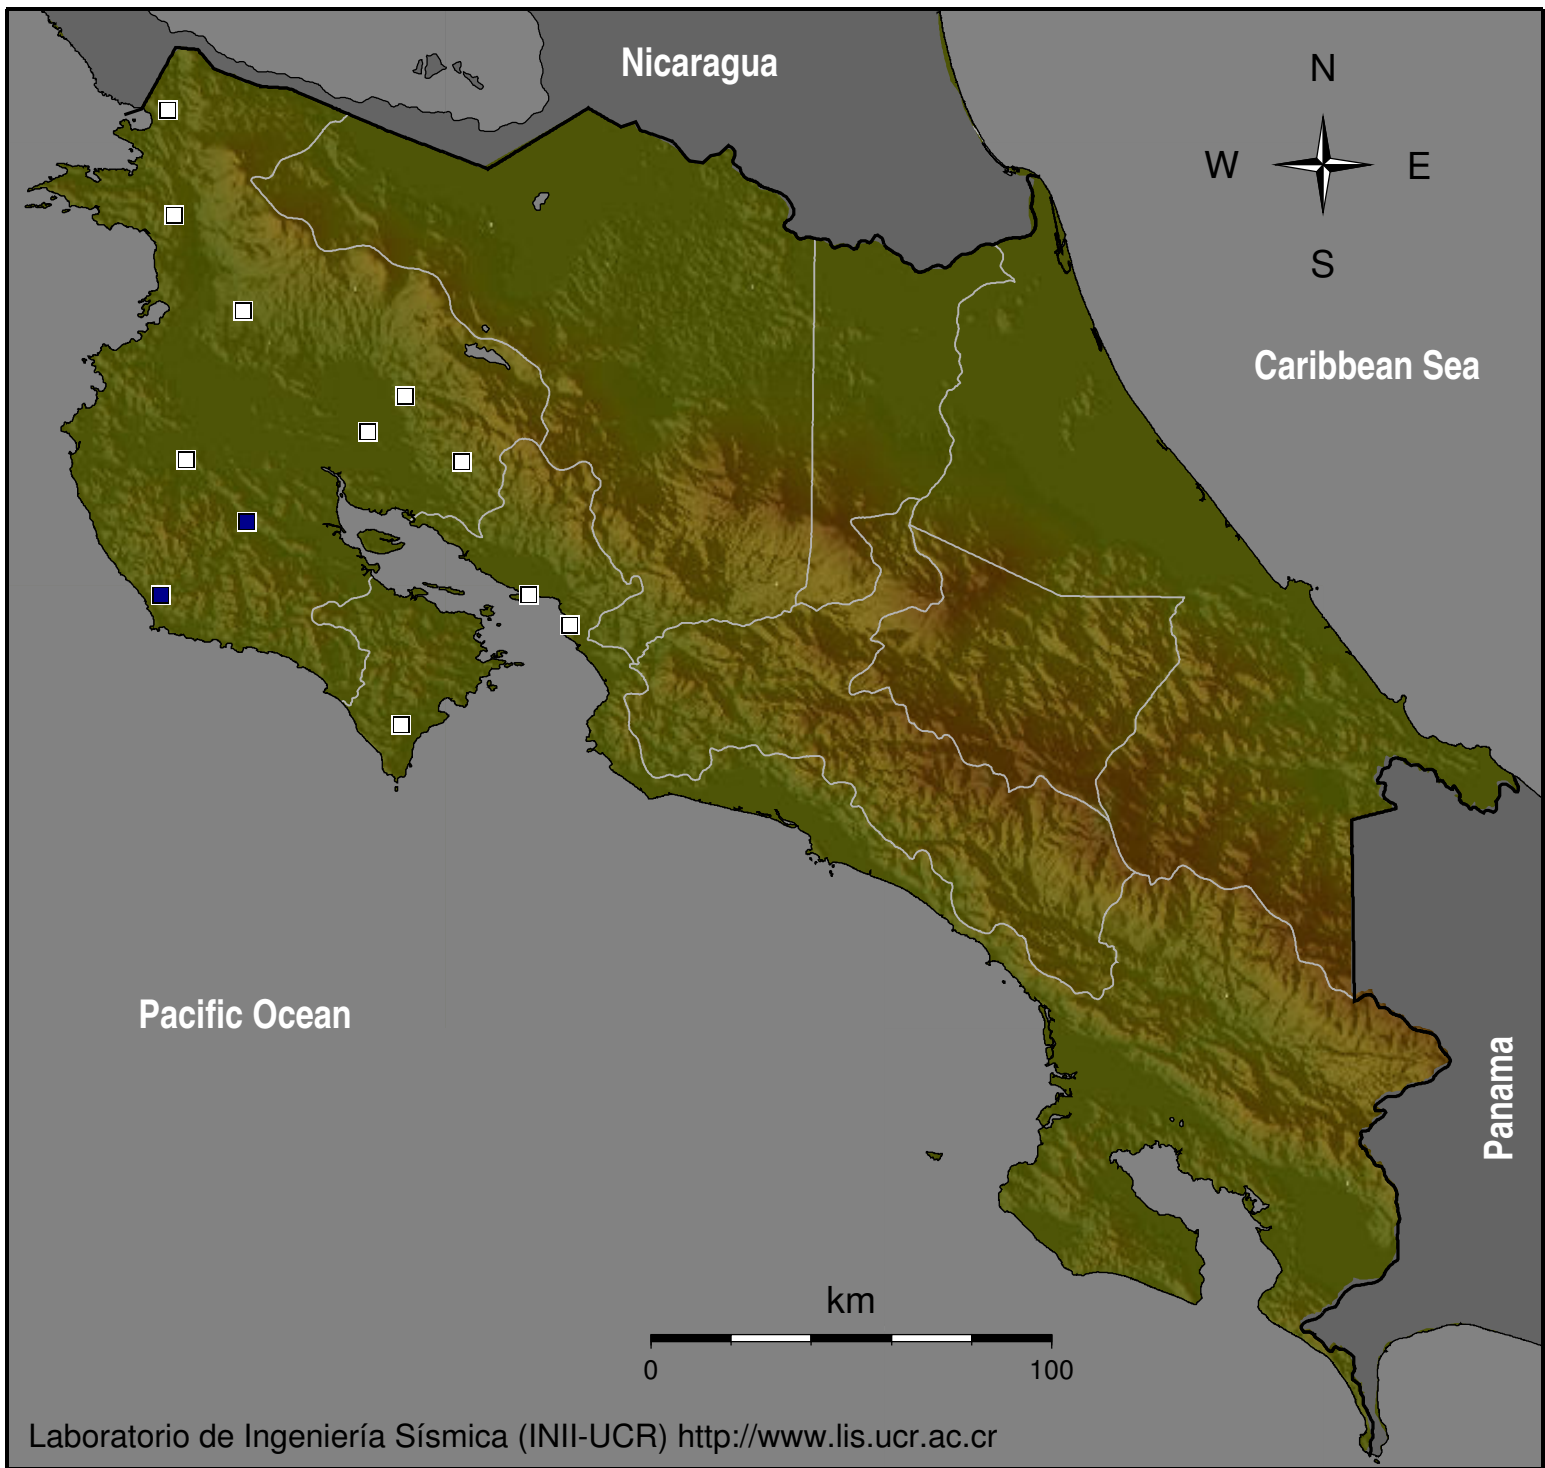 Nicaragua
N
W E
S
Caribbean Sea
Pacific Ocean
Panama
km
0 100
Laboratorio de Ingeniería Sísmica (INII-UCR) http://www.lis.ucr.ac.cr